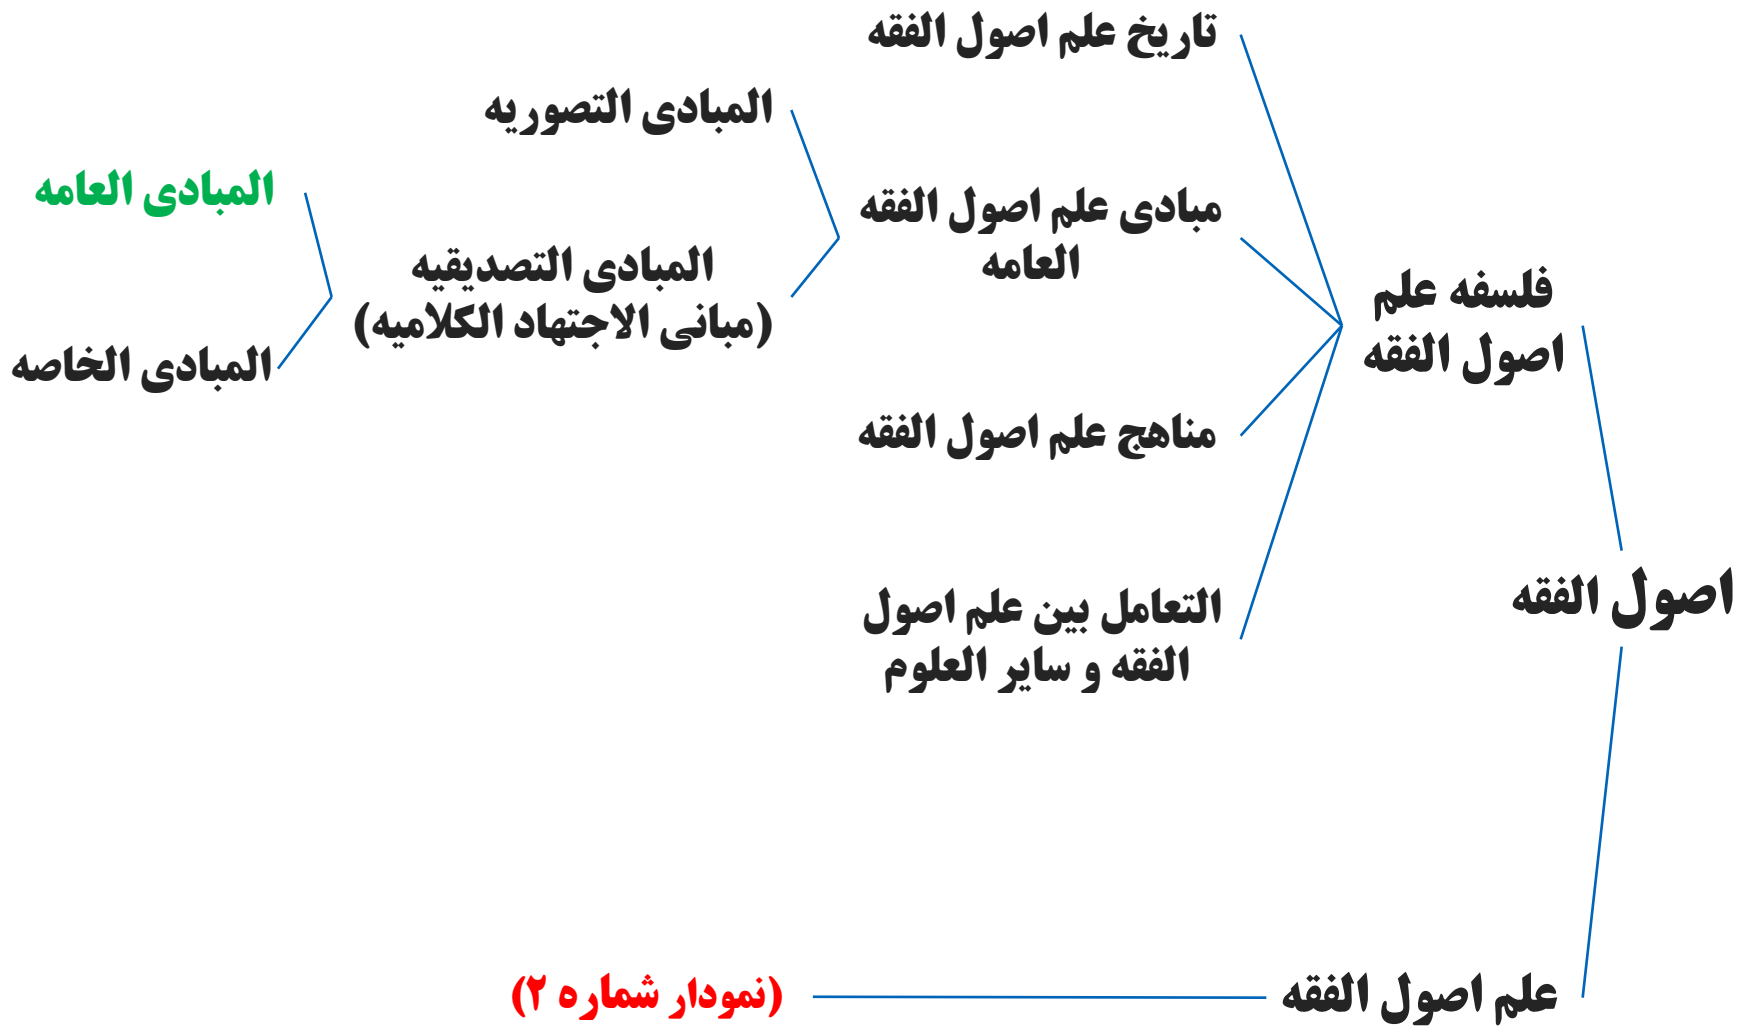 اصول الفقه
فلسفه علم
اصول الفقه
تاریخ علم اصول الفقه
مبادی علم اصول الفقه
العامه
المبادی التصوریه
المبادی التصدیقیه
(مبانی الاجتهاد الکلامیه)
المبادی العامه
المبادی الخاصه
مناهج علم اصول الفقه
التعامل بین علم اصول
الفقه و سایر العلوم
علم اصول الفقه
(نمودار شماره ۲)